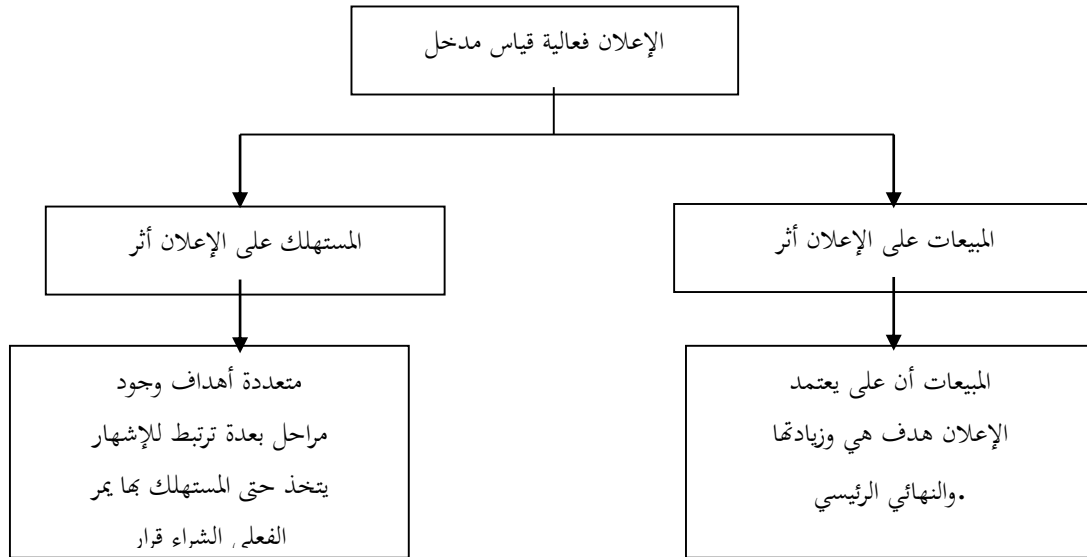 الإعلان فعالية قياس مدخل
المبيعات على الإعلان أثر
المستهلك على الإعلان أثر
المبيعات أن على يعتمد
الإعلان هدف هي وزيادتها
.والنهائي الرئيسي
متعددة أهداف وجود
مراحل بعدة ترتبط للإشهار
يتخذ حتى المستهلك بها يمر
الفعلي الشراء قرار